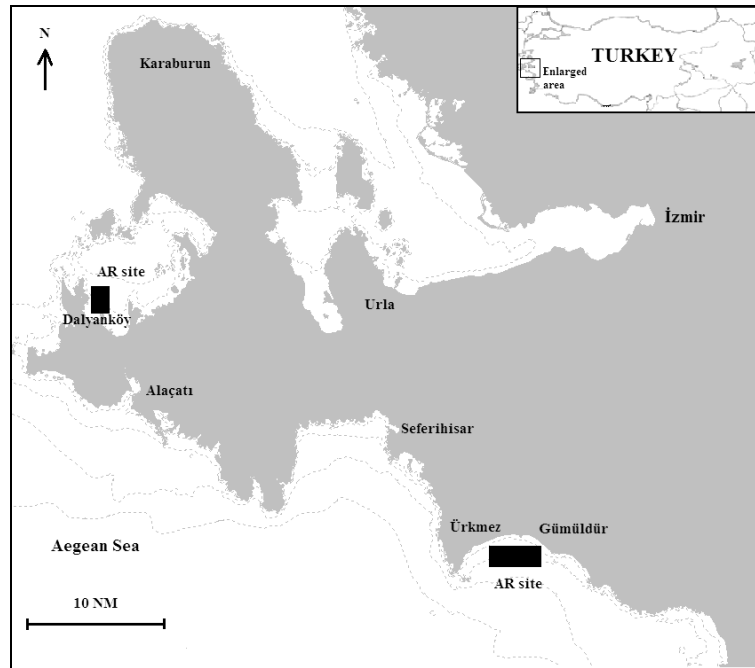 N
Karaburun
TURKEY
Enlarged
area
İzmir
AR site
Dalyanköy
Urla
Alaçatı
Seferihisar
Ürkmez
Gümüldür
Aegean Sea
AR site
10 NM